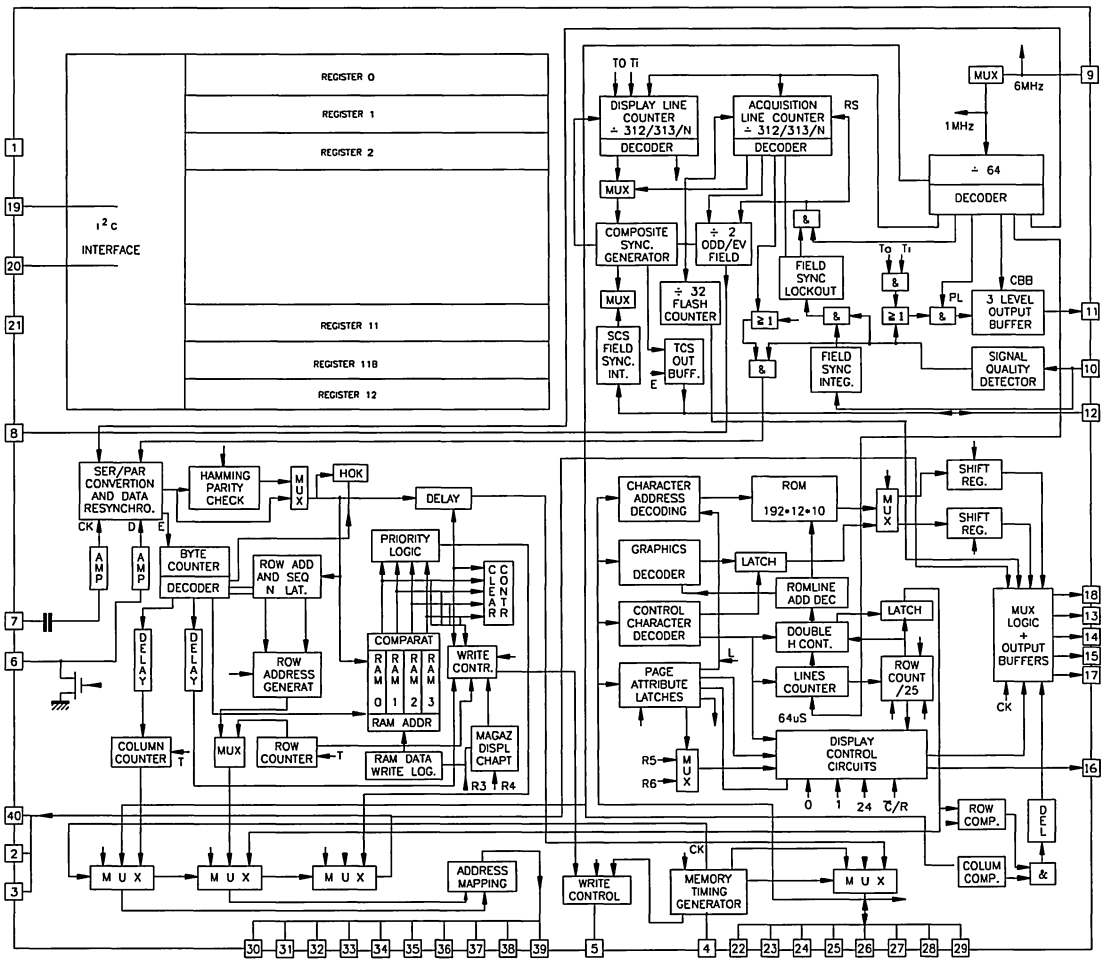 REGISTER 0
REGISTER 1
REGISTER 2
I²C
INTERFACE
REGISTER 11
REGISTER 11B
REGISTER 12
1
19
20
21
8
7
6
40
2
3
T0 Ti
DISPLAY LINE
COUNTER
÷ 312/313/N
DECODER
ACQUISITION
LINE COUNTER
÷ 312/313/N
DECODER
RS
MUX
6MHz
9
1MHz
÷ 64
DECODER
MUX
COMPOSITE
SYNC.
GENERATOR
÷ 2
ODD/EV
FIELD
&
FIELD
SYNC
LOCKOUT
To Ti
&
÷ 32
FLASH
COUNTER
MUX
SCS
FIELD
SYNC.
INT.
TCS
OUT
BUFF.
E
≥1
&
&
≥1
&
PL
CBB
3 LEVEL
OUTPUT
BUFFER
11
FIELD
SYNC
INTEG.
SIGNAL
QUALITY
DETECTOR
10
12
SER/PAR
CONVERTION
AND DATA
RESYNCHRO.
CK
D
E
HAMMING
PARITY
CHECK
MUX
HOK
DELAY
AMP
AMP
BYTE
COUNTER
DECODER
ROW ADD
AND SEQ
N LAT.
PRIORITY
LOGIC
CLEAR
CONTR
DELAY
DELAY
ROW
ADDRESS
GENERAT
COMPARAT
RAM 0
RAM 1
RAM 2
RAM 3
RAM ADDR
WRITE
CONTR.
COLUMN
COUNTER
T
MUX
ROW
COUNTER
T
RAM DATA
WRITE LOG.
MAGAZ
DISPL
CHAPT
R3
R4
CHARACTER
ADDRESS
DECODING
ROM
192*12*10
MUX
SHIFT
REG.
SHIFT
REG.
GRAPHICS
DECODER
LATCH
ROMLINE
ADD DEC
CONTROL
CHARACTER
DECODER
DOUBLE
H CONT.
LATCH
L
PAGE
ATTRIBUTE
LATCHES
LINES
COUNTER
ROW
COUNT
/25
64uS
MUX
LOGIC
+
OUTPUT
BUFFERS
CK
18
13
14
15
17
R5
R6
MUX
DISPLAY
CONTROL
CIRCUITS
0
1
24
C/R
16
ROW
COMP.
DEL
COLUM
COMP.
&
MUX
MUX
MUX
ADDRESS
MAPPING
WRITE
CONTROL
CK
MEMORY
TIMING
GENERATOR
MUX
30
31
32
33
34
35
36
37
38
39
5
4
22
23
24
25
26
27
28
29